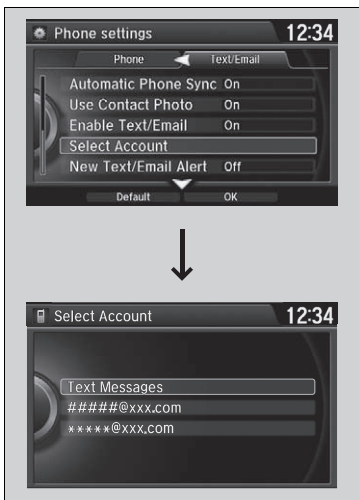 Phone settings 12:34
Phone Text/Email
Automatic Phone Sync On
Use Contact Photo On
Enable Text/Email On
Select Account
New Text/Email Alert Off
Default OK
Select Account 12:34
Text Messages
#####@xxx.com
*****@xxx.com